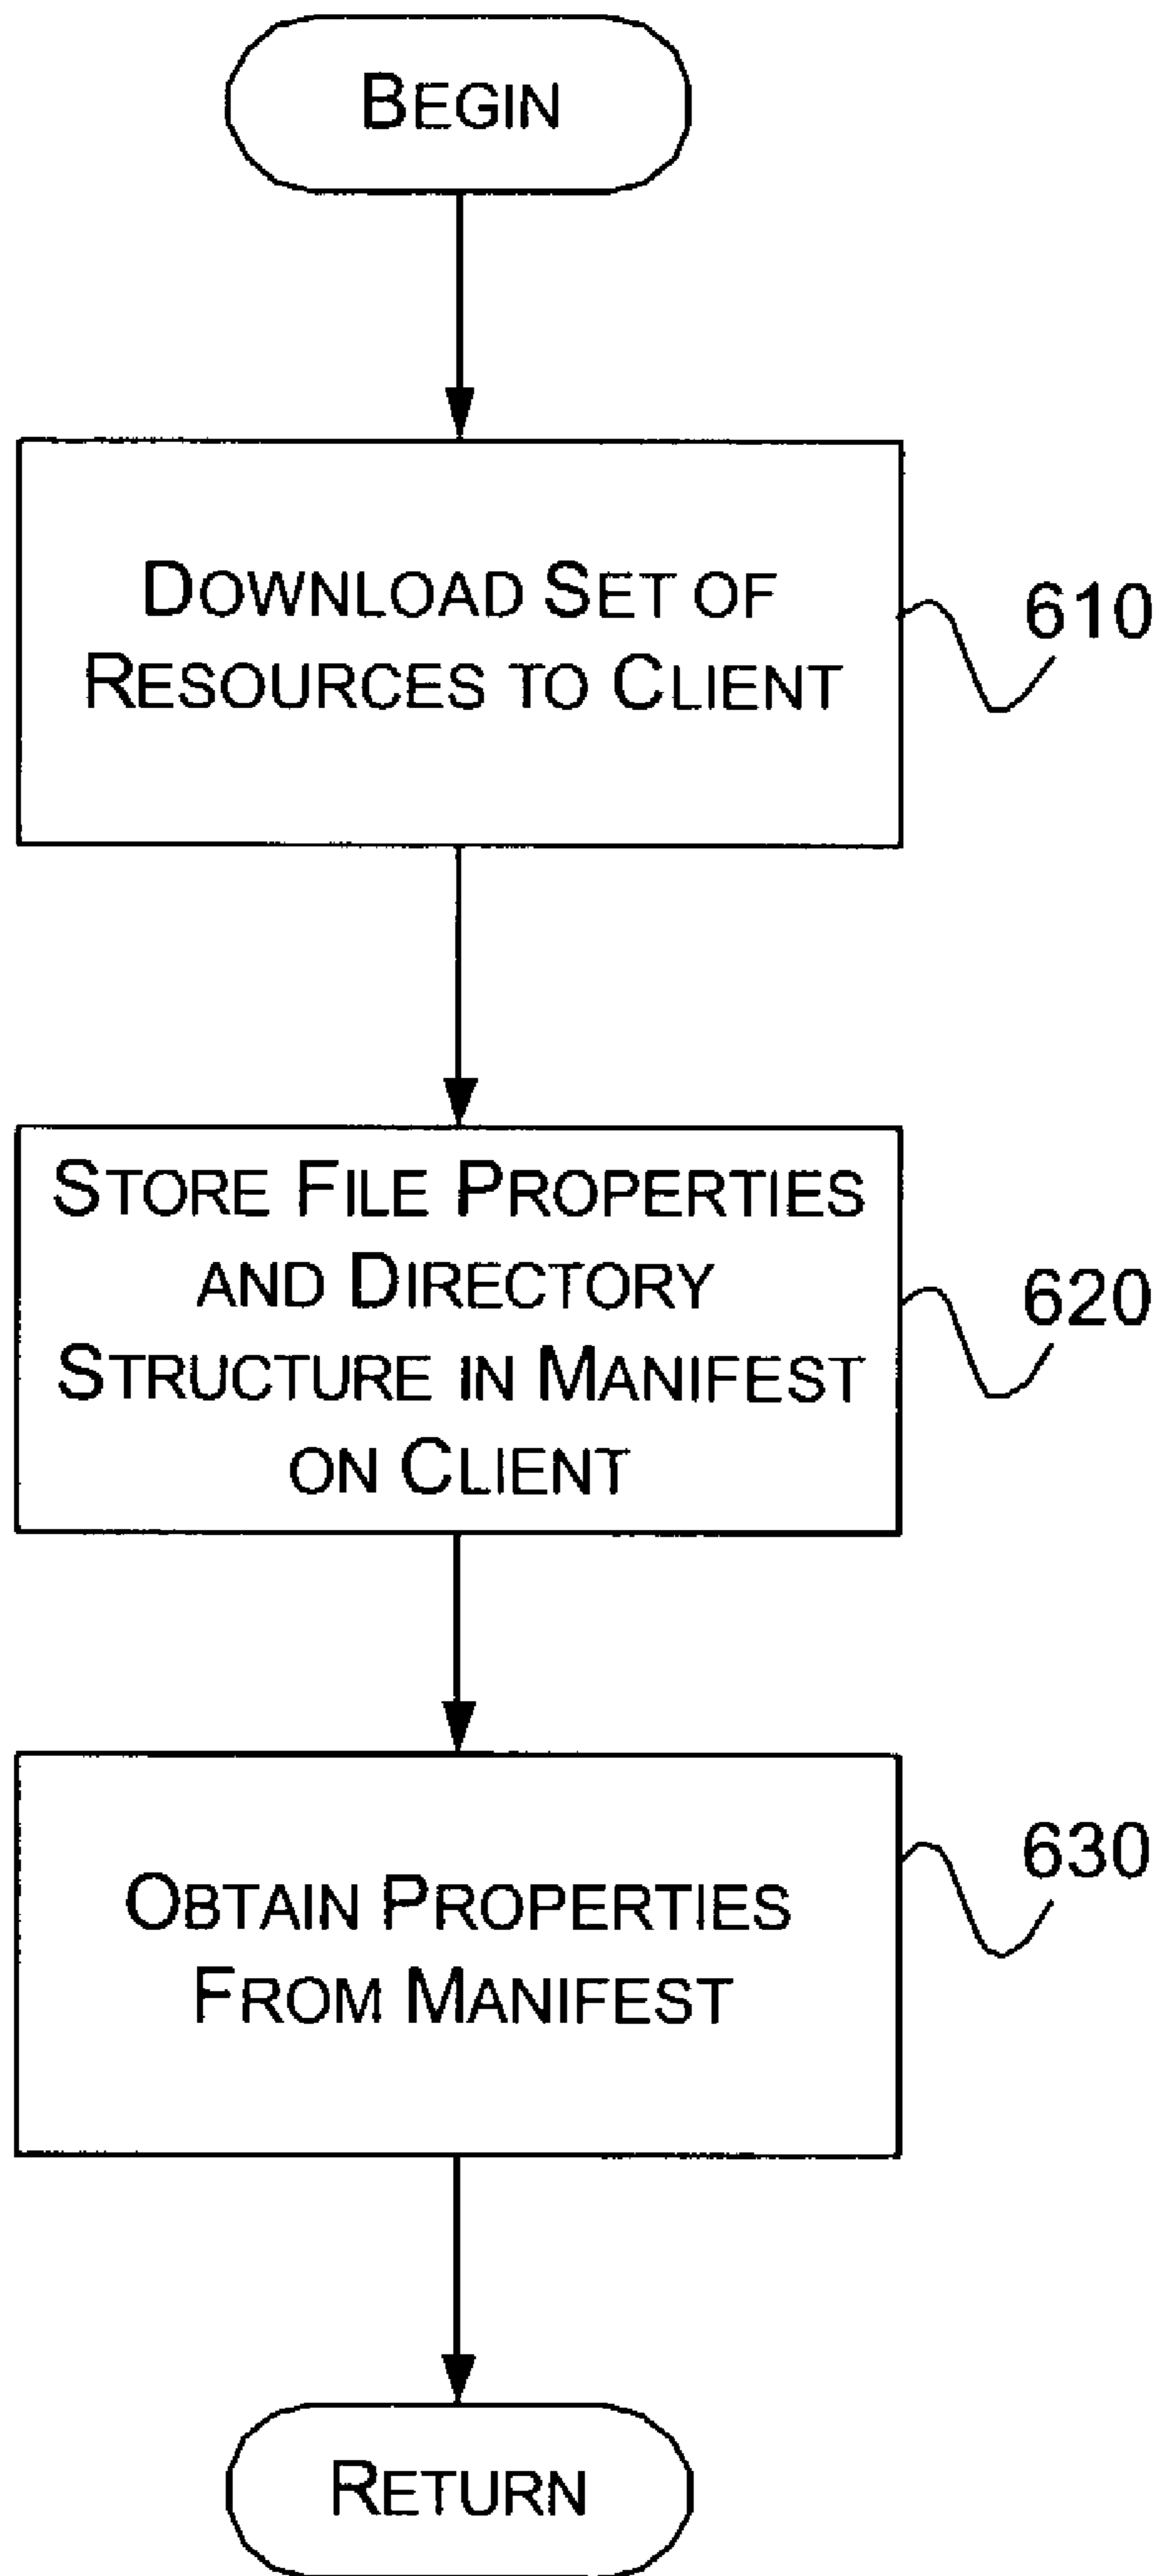 BEGIN
DOWNLOAD SET OF
RESOURCES TO CLIENT
610
STORE FILE PROPERTIES
AND DIRECTORY
STRUCTURE IN MANIFEST
ON CLIENT
620
OBTAIN PROPERTIES
FROM MANIFEST
630
RETURN